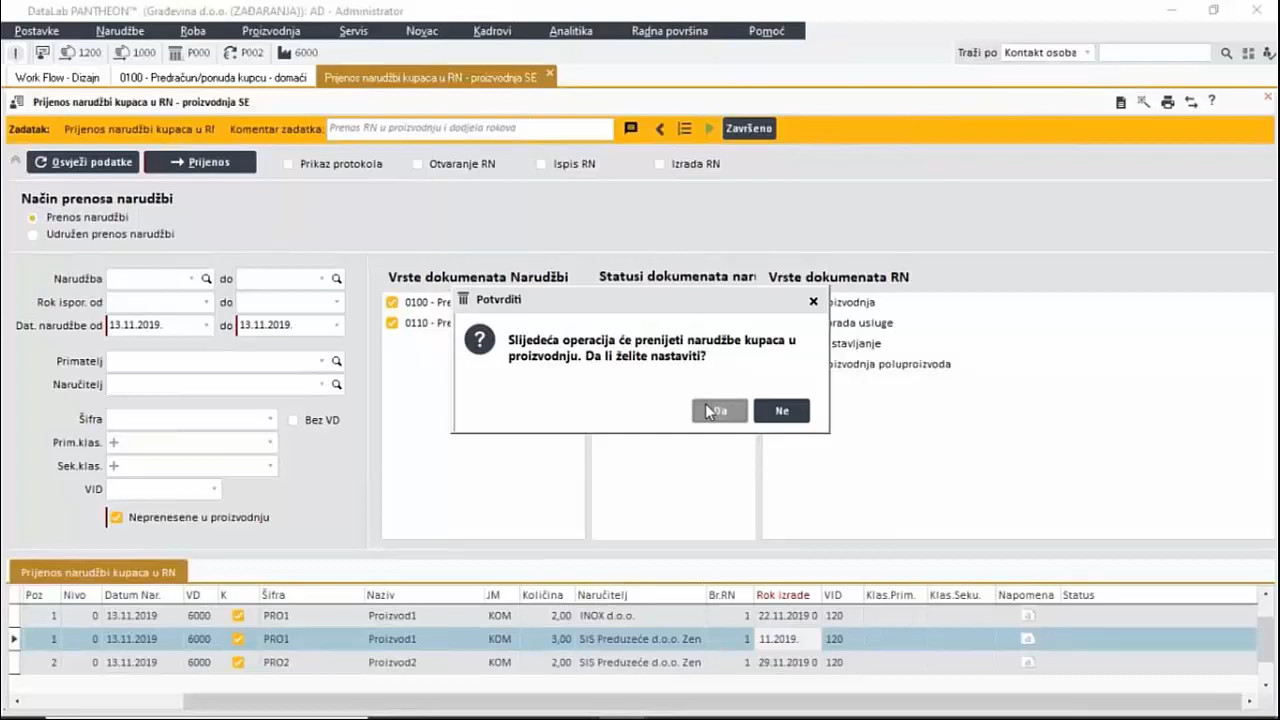 DataLab PANTHEON™ (Građevina d.o.o. (ZADARANJA)): AD - Administrator
Postavke Narudžbe Roba Proizvodnja Servis Novac Kadrovi Analitika Radna površina Pomoć
1200 1000 P000 P002 6000 Traži po Kontakt osoba
Work Flow - Dizajn 0100 - Predračun/ponuda kupcu - domaći Prijenos narudžbi kupaca u RN - proizvodnja SE
Prijenos narudžbi kupaca u RN - proizvodnja SE
Zadatak: Prijenos narudžbi kupaca u RN Komentar zadatka: Prenos RN u proizvodnju i dodjela rokova Završeno
Osvježi podatke Prijenos Prikaz protokola Otvaranje RN Ispis RN Izrada RN
Način prenosa narudžbi
Prenos narudžbi
Udružen prenos narudžbi
Narudžba do
Rok ispor. od do
Dat. narudžbe od 13.11.2019. do 13.11.2019.
Primatelj
Naručitelj
Šifra Bez VD
Prim.klas.
Sek.klas.
VID
Neprenesene u proizvodnju
Vrste dokumenata Narudžbi Statusi dokumenata nar Vrste dokumenata RN
0100 - Pre
0110 - Pre
izvodnja
rada usluge
stavljanje
izvodnja poluproizvoda
Potvrditi
Slijedeća operacija će prenijeti narudžbe kupaca u
proizvodnju. Da li želite nastaviti?
Da Ne
Prijenos narudžbi kupaca u RN
Poz Nivo Datum Nar. VD K Šifra Naziv JM Količina Naručitelj Br.RN Rok izrade VID Klas.Prim. Klas.Seku. Napomena Status
1 0 13.11.2019 6000 PRO1 Proizvod1 KOM 2,00 INOX d.o.o. 1 22.11.2019 0 120
1 0 13.11.2019 6000 PRO1 Proizvod1 KOM 3,00 SIS Preduzeće d.o.o. Zen 1 11.2019. 120
2 0 13.11.2019 6000 PRO2 Proizvod2 KOM 2,00 SIS Preduzeće d.o.o. Zen 1 29.11.2019 0 120